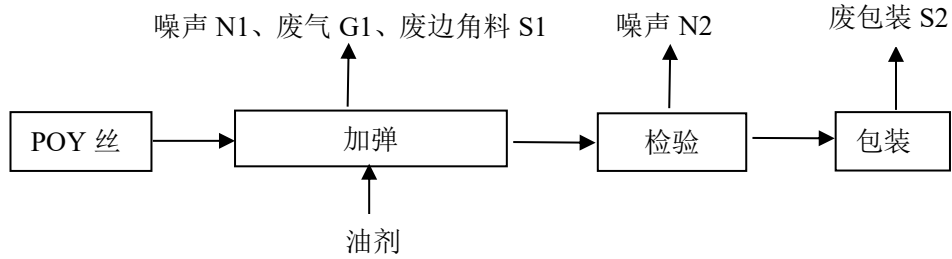 噪声 N1、废气 G1、废边角料 S1
噪声 N2
废包装 S2
POY 丝
加弹
检验
包装
油剂